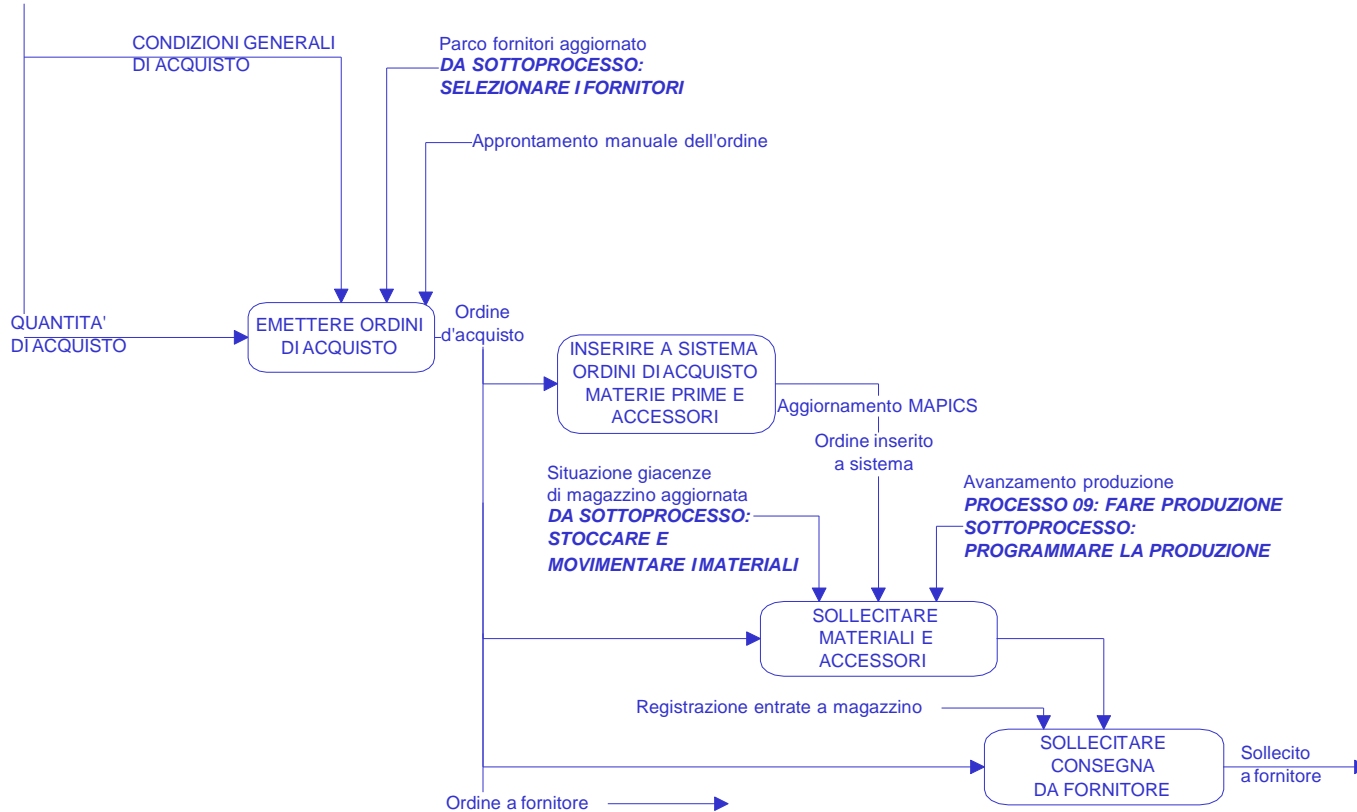 CONDIZIONI GENERALI
DI ACQUISTO
Parco fornitori aggiornato
DA SOTTOPROCESSO:
SELEZIONARE I FORNITORI
Approntamento manuale dell'ordine
QUANTITA'
DI ACQUISTO
EMETTERE ORDINI
DI ACQUISTO
Ordine
d'acquisto
INSERIRE A SISTEMA
ORDINI DI ACQUISTO
MATERIE PRIME E
ACCESSORI
Aggiornamento MAPICS
Ordine inserito
a sistema
Situazione giacenze
di magazzino aggiornata
DA SOTTOPROCESSO:
STOCCARE E
MOVIMENTARE I MATERIALI
Avanzamento produzione
PROCESSO 09: FARE PRODUZIONE
SOTTOPROCESSO:
PROGRAMMARE LA PRODUZIONE
SOLLECITARE
MATERIALI E
ACCESSORI
Registrazione entrate a magazzino
SOLLECITARE
CONSEGNA
DA FORNITORE
Sollecito
a fornitore
Ordine a fornitore